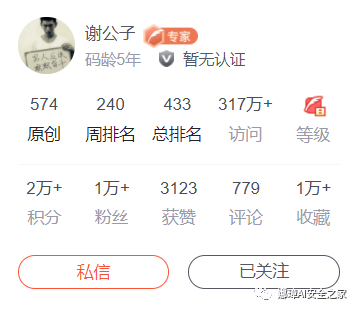 谢公子 专家
码龄5年 暂无认证
574 240 433 317万+
原创 周排名 总排名 访问 等级
2万+ 1万+ 3123 779 1万+
积分 粉丝 获赞 评论 收藏
私信 已关注
娜璋AI安全之家